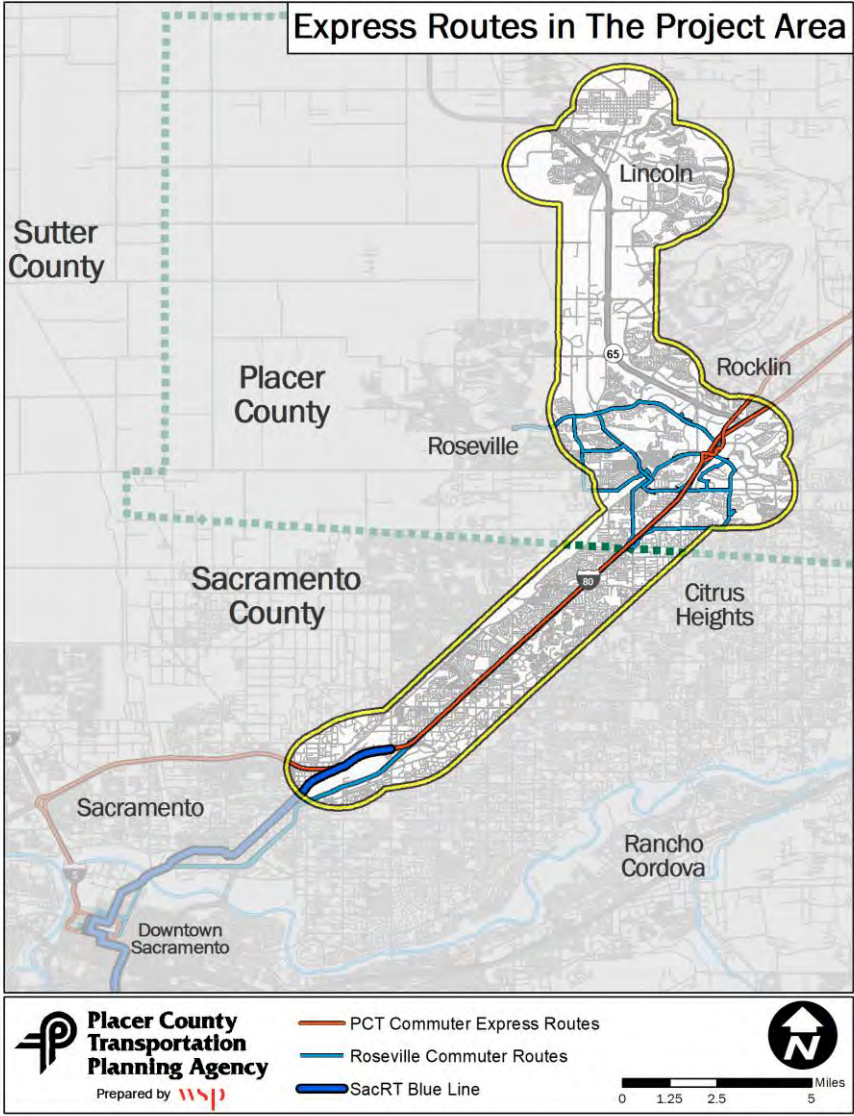 Express Routes in The Project Area
Lincoln
Sutter
County
65
Rocklin
Placer
County
Roseville
Sacramento
County
80
Citrus
Heights
Sacramento
Rancho
Cordova
5
Downtown
Sacramento
Placer County
Transportation
Planning Agency
Prepared by wsp
PCT Commuter Express Routes
Roseville Commuter Routes
SacRT Blue Line
N
Miles
0 1.25 2.5 5